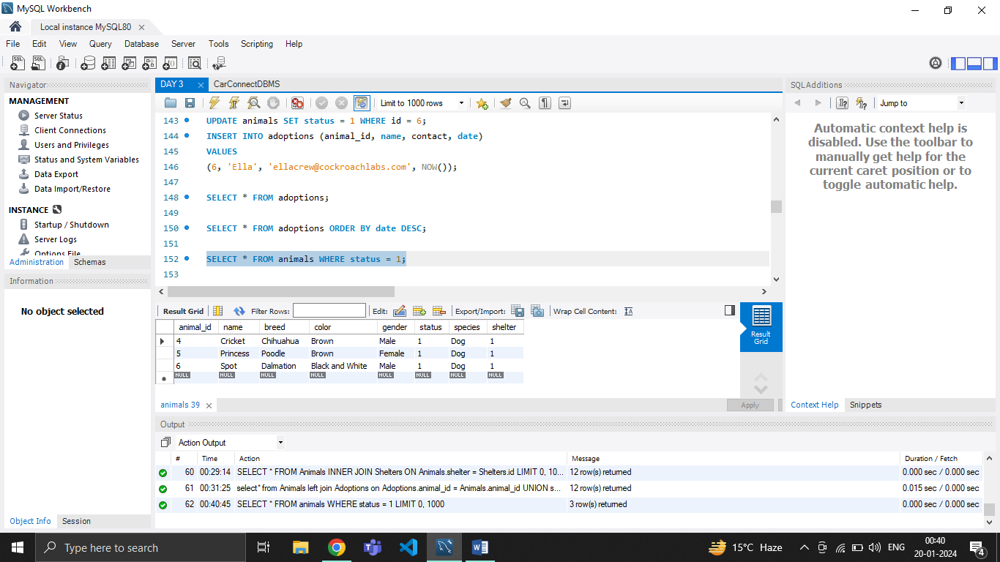 MySQL Workbench
Local instance MySQL80
File Edit View Query Database Server Tools Scripting Help
Navigator
MANAGEMENT
Server Status
Client Connections
Users and Privileges
Status and System Variables
Data Export
Data Import/Restore
INSTANCE
Startup / Shutdown
Server Logs
Options File
Administration Schemas
Information
No object selected
Object Info Session
DAY 3 CarConnectDBMS
Limit to 1000 rows
143 UPDATE animals SET status = 1 WHERE id = 6;
144 INSERT INTO adoptions (animal_id, name, contact, date)
145 VALUES
146 (6, 'Ella', 'ellacrew@cockroachlabs.com', NOW());
147
148 SELECT * FROM adoptions;
149
150 SELECT * FROM adoptions ORDER BY date DESC;
151
152 SELECT * FROM animals WHERE status = 1;
153
Result Grid Filter Rows: Edit: Export/Import: Wrap Cell Content: IA
animal_id name breed color gender status species shelter
4 Cricket Chihuahua Brown Male 1 Dog 1
5 Princess Poodle Brown Female 1 Dog 1
6 Spot Dalmation Black and White Male 1 Dog 1
NULL NULL NULL NULL NULL NULL NULL NULL
Result
Grid
animals 39
Apply
SQLAdditions
Jump to
Automatic context help is
disabled. Use the toolbar to
manually get help for the
current caret position or to
toggle automatic help.
Context Help Snippets
Output
Action Output
# Time Action Message Duration / Fetch
60 00:29:14 SELECT * FROM Animals INNER JOIN Shelters ON Animals.shelter = Shelters.id LIMIT 0, 10... 12 row(s) returned 0.000 sec / 0.000 sec
61 00:31:25 select* from Animals left join Adoptions on Adoptions.animal_id = Animals.animal_id UNION s... 12 row(s) returned 0.015 sec / 0.000 sec
62 00:40:45 SELECT * FROM animals WHERE status = 1 LIMIT 0, 1000 3 row(s) returned 0.000 sec / 0.000 sec
Type here to search
15°C Haze
ENG
00:40
20-01-2024
4